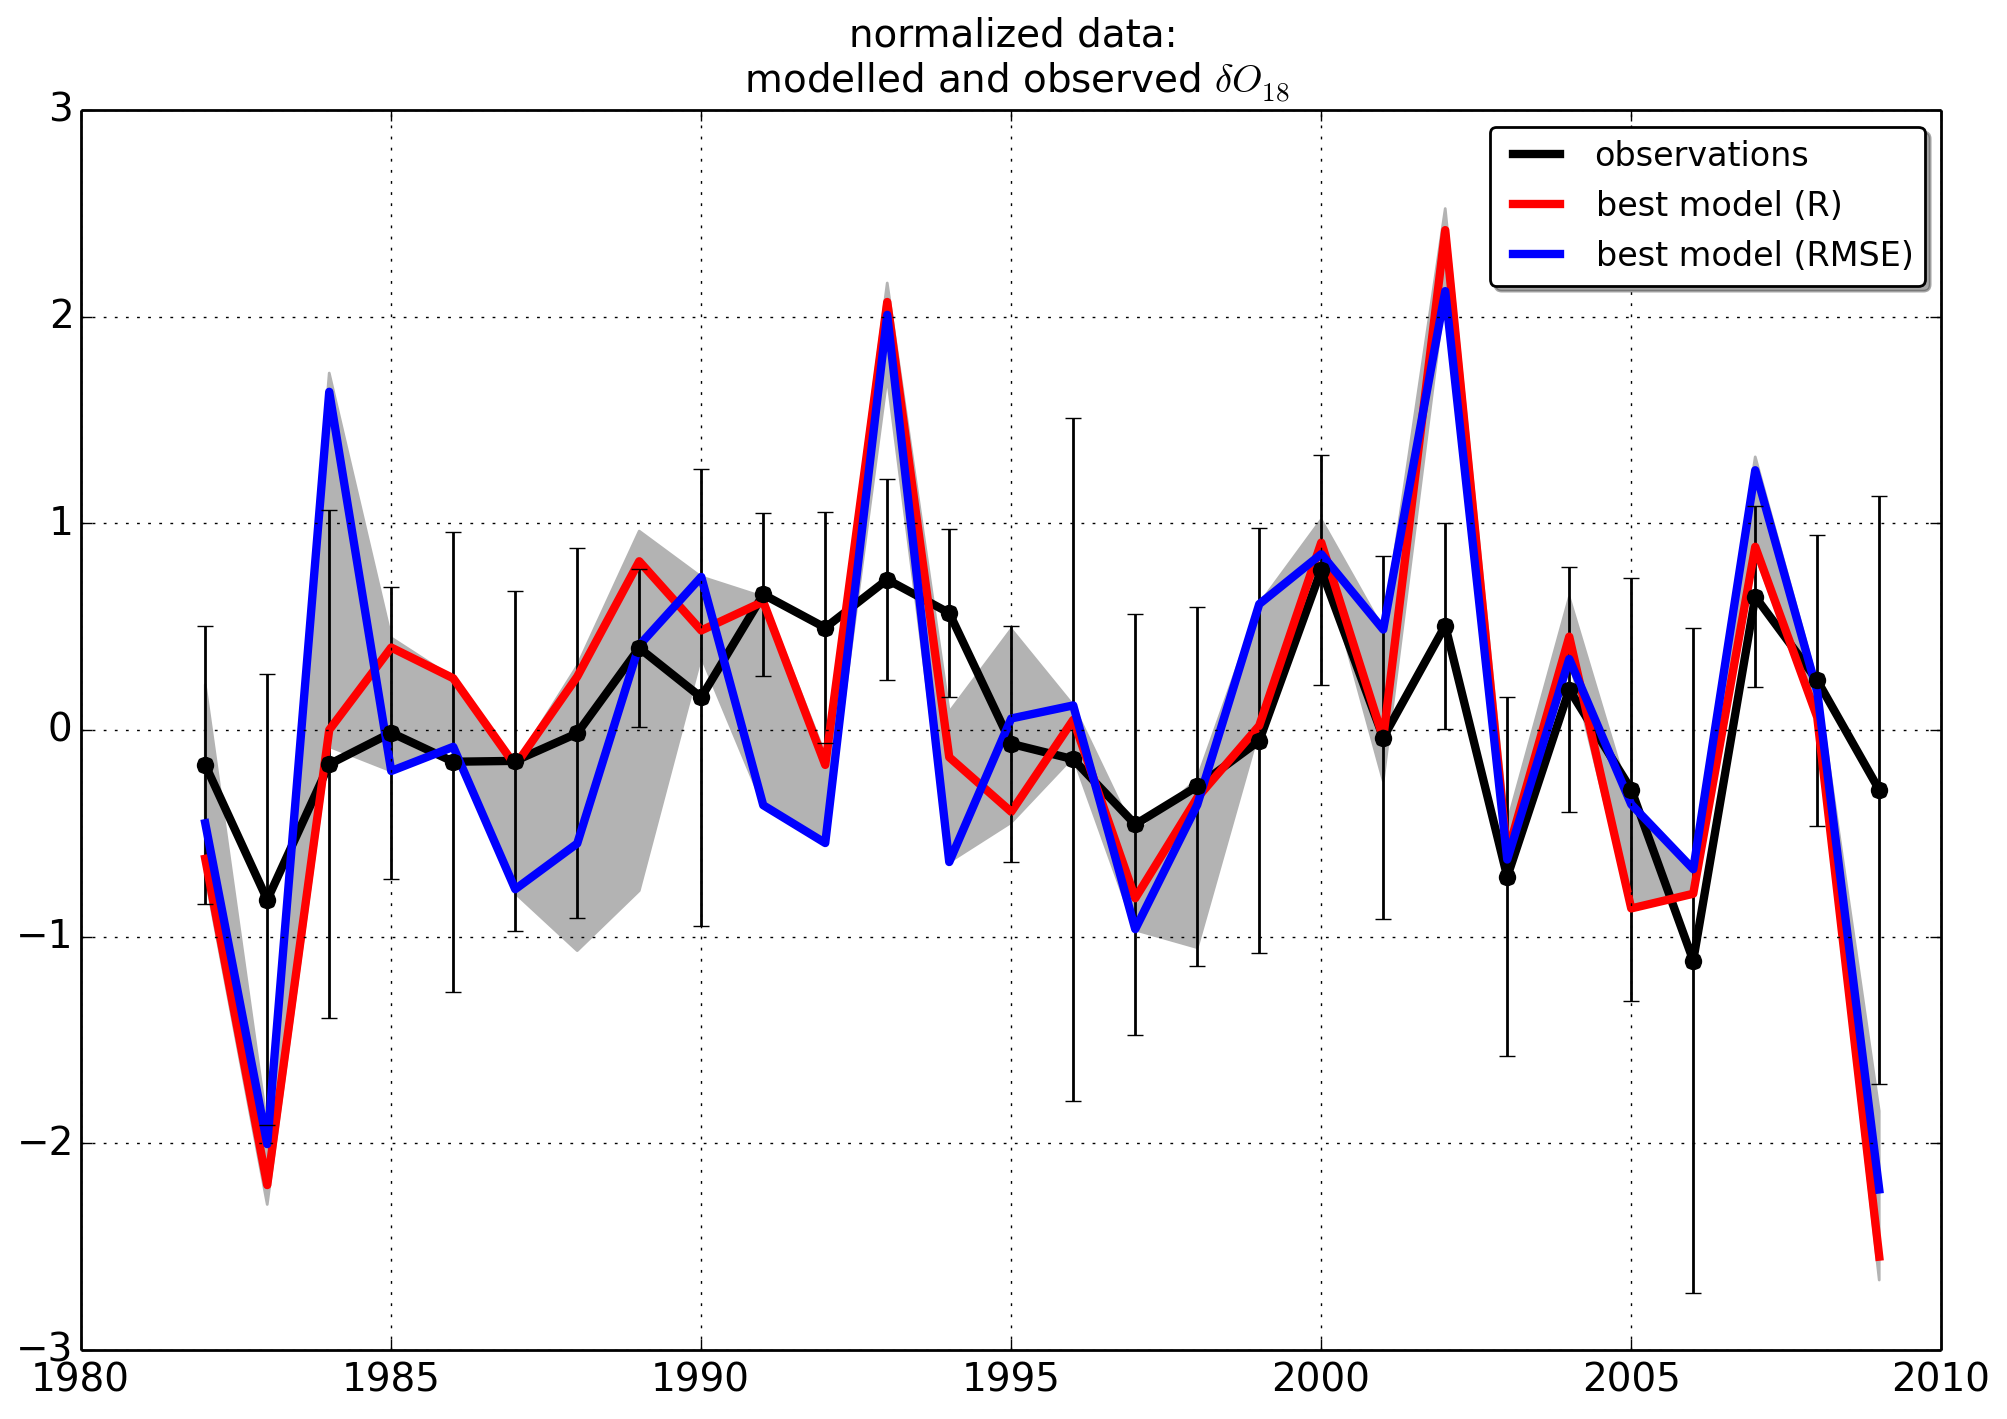 normalized data:
modelled and observed δO₁₈
3
2
1
0
−1
−2
−3
observations
best model (R)
best model (RMSE)
1980 1985 1990 1995 2000 2005 2010